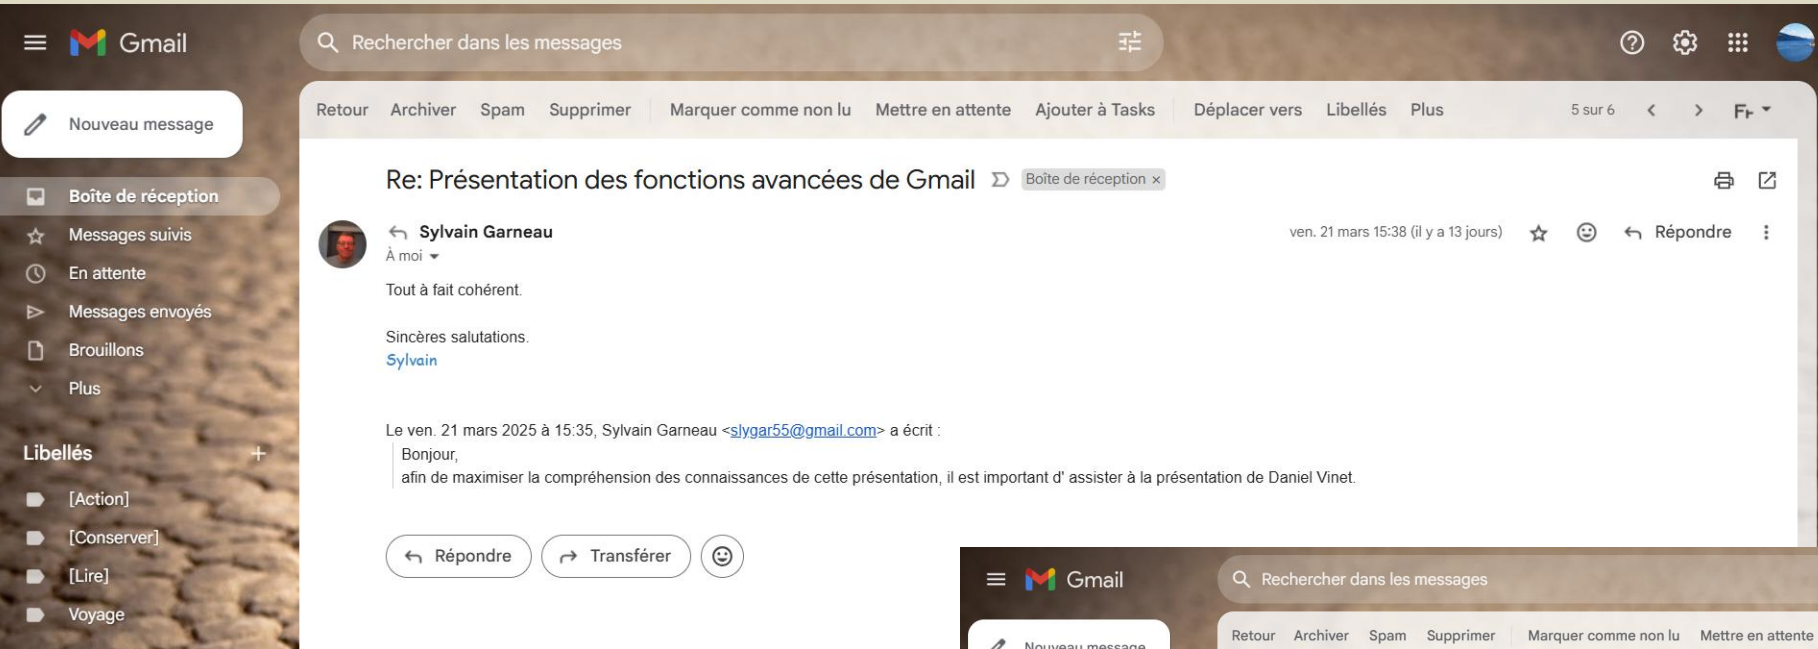 Gmail
Rechercher dans les messages
Nouveau message
Retour Archiver Spam Supprimer Marquer comme non lu Mettre en attente Ajouter à Tasks Déplacer vers Libellés Plus 5 sur 6
Boîte de réception
Messages suivis
En attente
Messages envoyés
Brouillons
Plus
Libellés
[Action]
[Conserver]
[Lire]
Voyage
Re: Présentation des fonctions avancées de Gmail Boîte de réception ×
Sylvain Garneau ven. 21 mars 15:38 (il y a 13 jours) Répondre
À moi
Tout à fait cohérent.
Sincères salutations.
Sylvain
Le ven. 21 mars 2025 à 15:35, Sylvain Garneau <slygar55@gmail.com> a écrit :
Bonjour,
afin de maximiser la compréhension des connaissances de cette présentation, il est important d' assister à la présentation de Daniel Vinet.
Répondre Transférer
Gmail
Rechercher dans les messages
Nouveau message
Retour Archiver Spam Supprimer Marquer comme non lu Mettre en attente